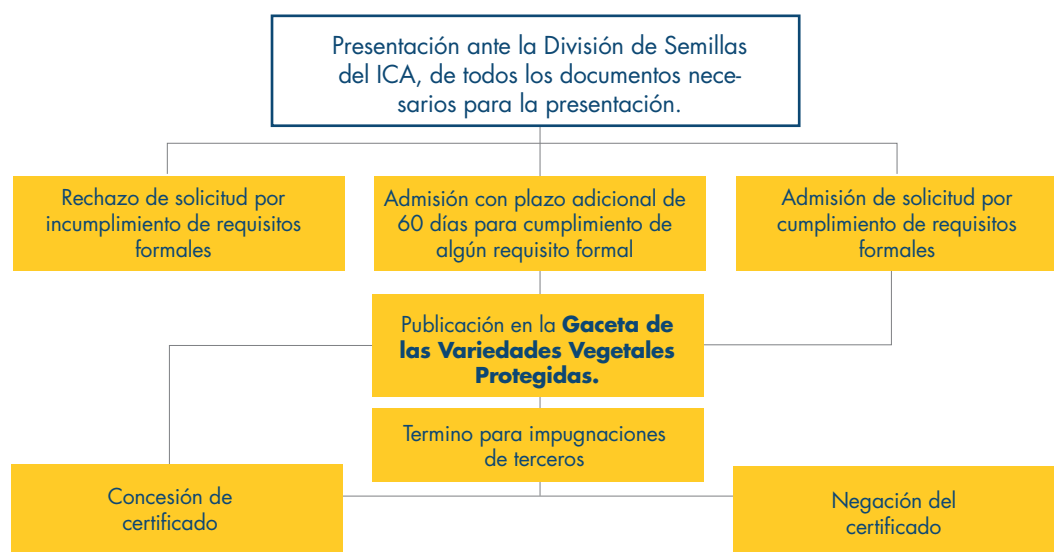 Presentación ante la División de Semillas
del ICA, de todos los documentos nece-
sarios para la presentación.
Rechazo de solicitud por
incumplimiento de requisitos
formales
Admisión con plazo adicional de
60 días para cumplimiento de
algún requisito formal
Admisión de solicitud por
cumplimiento de requisitos
formales
Publicación en la Gaceta de
las Variedades Vegetales
Protegidas.
Termino para impugnaciones
de terceros
Concesión de
certificado
Negación del
certificado